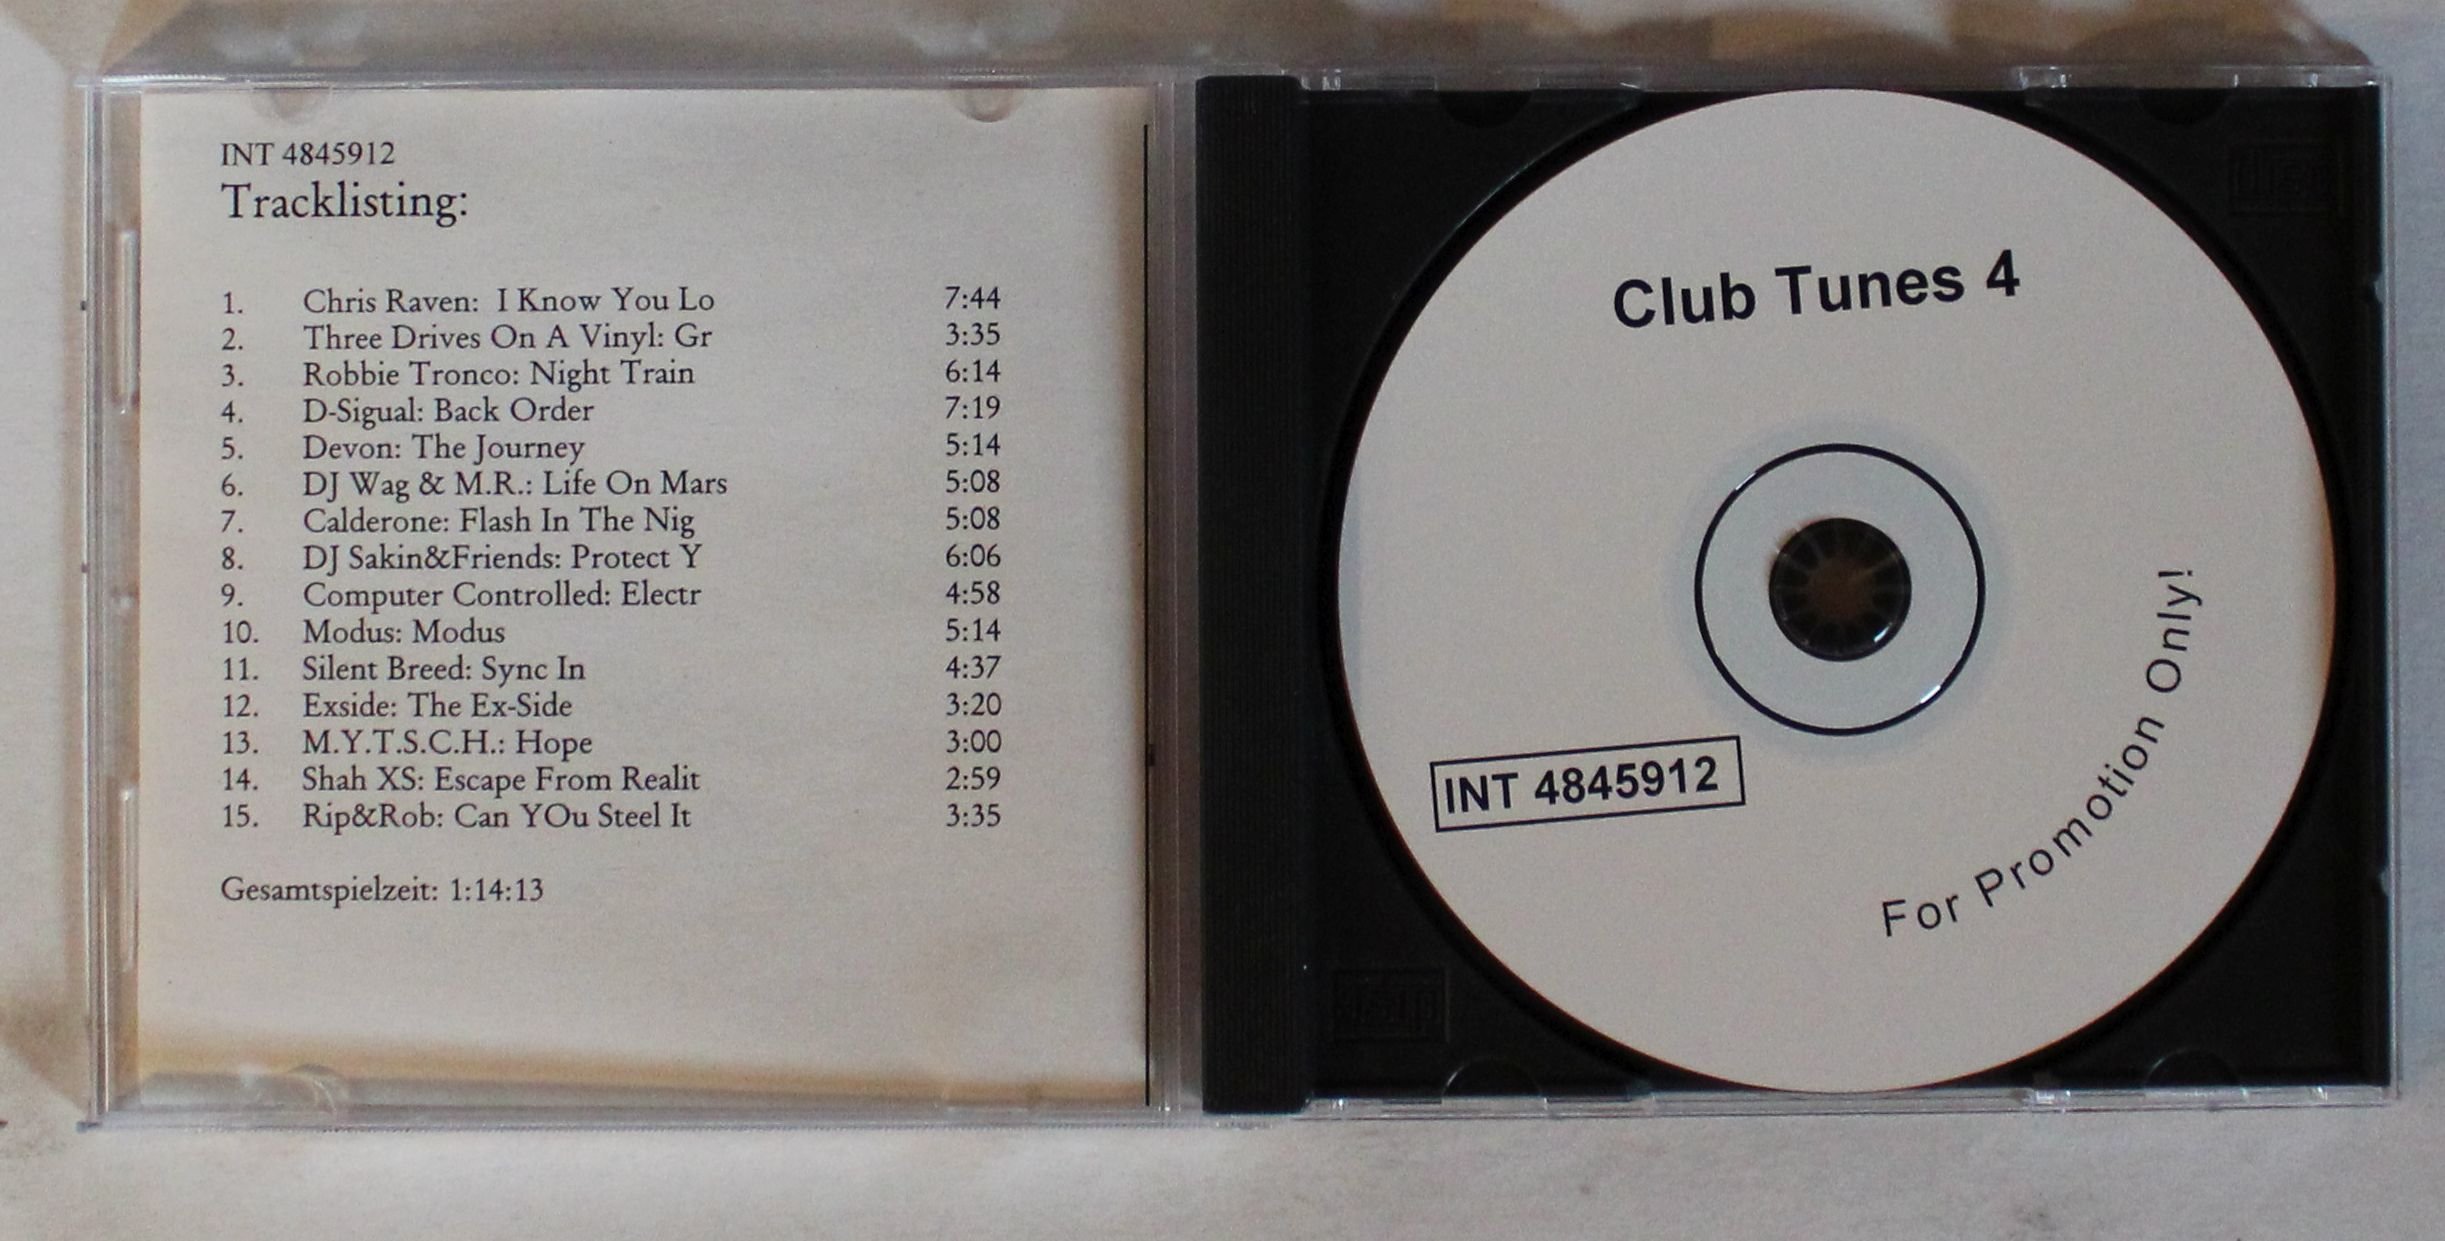 INT 4845912
Tracklisting:
1. Chris Raven: I Know You Lo 7:44
2. Three Drives On A Vinyl: Gr 3:35
3. Robbie Tronco: Night Train 6:14
4. D-Sigual: Back Order 7:19
5. Devon: The Journey 5:14
6. DJ Wag & M.R.: Life On Mars 5:08
7. Calderone: Flash In The Nig 5:08
8. DJ Sakin&Friends: Protect Y 6:06
9. Computer Controlled: Electr 4:58
10. Modus: Modus 5:14
11. Silent Breed: Sync In 4:37
12. Exside: The Ex-Side 3:20
13. M.Y.T.S.C.H.: Hope 3:00
14. Shah XS: Escape From Realit 2:59
15. Rip&Rob: Can YOu Steel It 3:35
Gesamtspielzeit: 1:14:13
Club Tunes 4
INT 4845912
For Promotion Only!